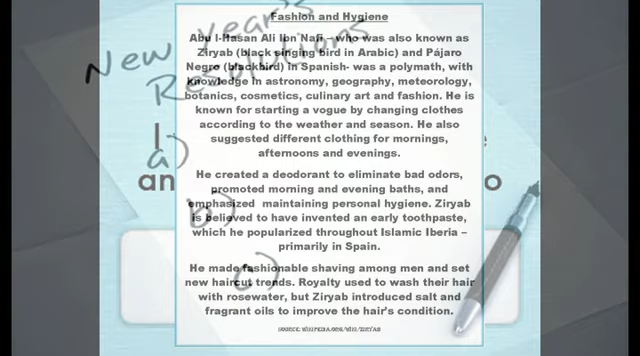 Fashion and Hygiene
Abu l-Hasan Ali Ibn Nafi – who was also known as
Ziryab (black singing bird in Arabic) and Pájaro
Negro (blackbird) in Spanish- was a polymath, with
knowledge in astronomy, geography, meteorology,
botanics, cosmetics, culinary art and fashion. He is
known for starting a vogue by changing clothes
according to the weather and season. He also
suggested different clothing for mornings,
afternoons and evenings.
He created a deodorant to eliminate bad odors,
promoted morning and evening baths, and
emphasized maintaining personal hygiene. Ziryab
is believed to have invented an early toothpaste,
which he popularized throughout Islamic Iberia –
primarily in Spain.
He made fashionable shaving among men and set
new haircut trends. Royalty used to wash their hair
with rosewater, but Ziryab introduced salt and
fragrant oils to improve the hair's condition.
SOURCE: WIKIPEDIA.ORG/WIKI/ZIRYAB
New Year's
Resolutions
a)
b)
c)